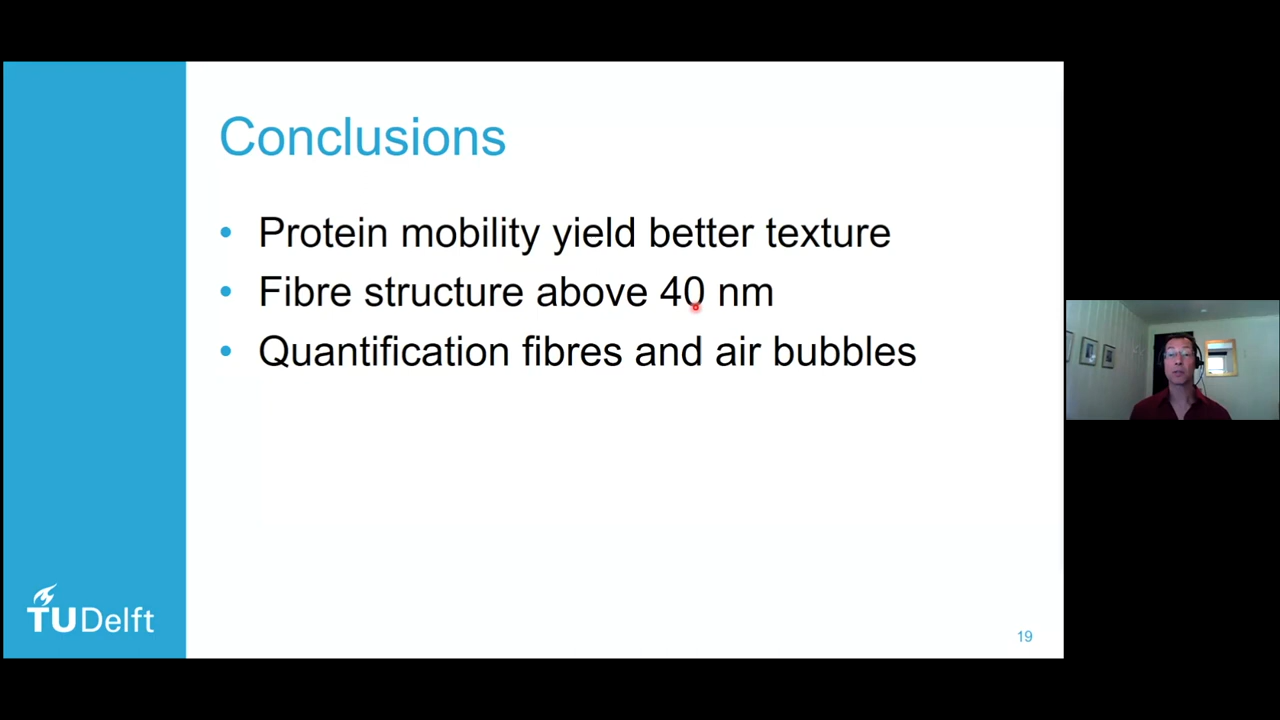 Conclusions
• Protein mobility yield better texture
• Fibre structure above 40 nm
• Quantification fibres and air bubbles
TUDelft
19